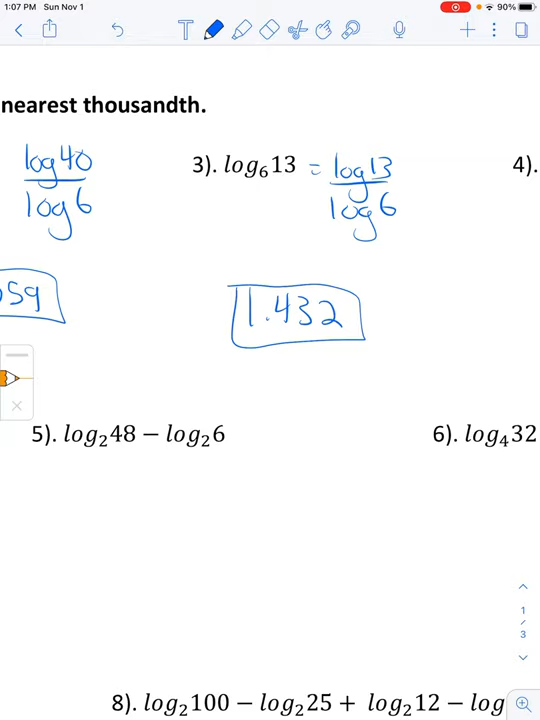 1:07 PM Sun Nov 1 90%
nearest thousandth.
log40
log6
3). log₆13 = log13
log6
4).
59
1.432
5). log₂48 − log₂6
6). log₄32
1
/
3
8). log₂100 − log₂25 + log₂12 − log